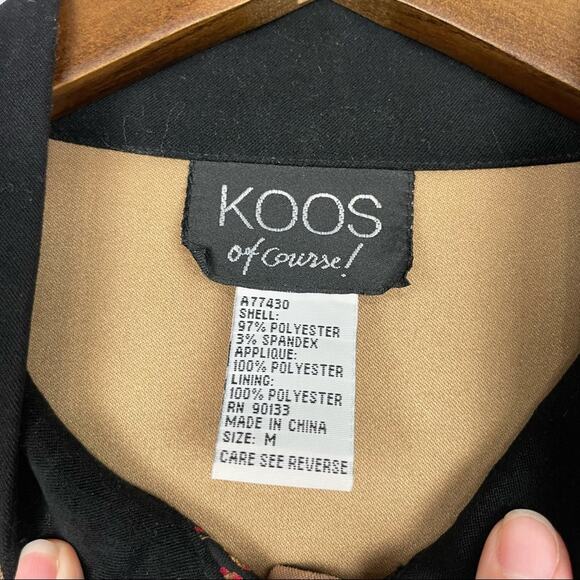 KOOS
of Course!
A77430
SHELL:
97% POLYESTER
3% SPANDEX
APPLIQUE:
100% POLYESTER
LINING:
100% POLYESTER
RN 90133
MADE IN CHINA
SIZE: M
CARE SEE REVERSE